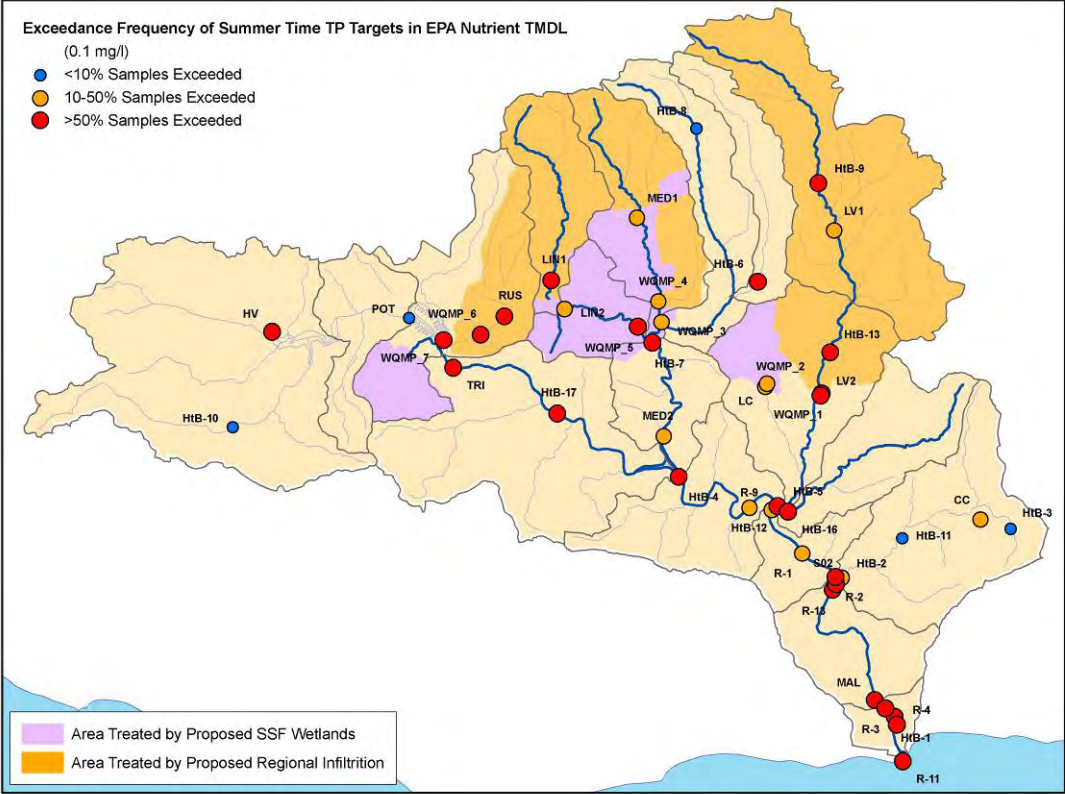 Exceedance Frequency of Summer Time TP Targets in EPA Nutrient TMDL
(0.1 mg/l)
<10% Samples Exceeded
10-50% Samples Exceeded
>50% Samples Exceeded
HtB-8
HtB-9
MED1
LV1
LIN1
HtB-6
WQMP_4
RUS
HV
POT
WQMP_6
LIN2
WQMP_3
HtB-13
WQMP_5
WQMP_7
HtB-7
WQMP_2
TRI
LV2
HtB-17
LC
WQMP_1
HtB-10
MED2
HtB-4
R-9
HtB-5
CC
HtB-3
HtB-12
HtB-16
HtB-11
S02
HtB-2
R-1
R-2
R-13
MAL
R-4
R-3
HtB-1
R-11
Area Treated by Proposed SSF Wetlands
Area Treated by Proposed Regional Infiltrition